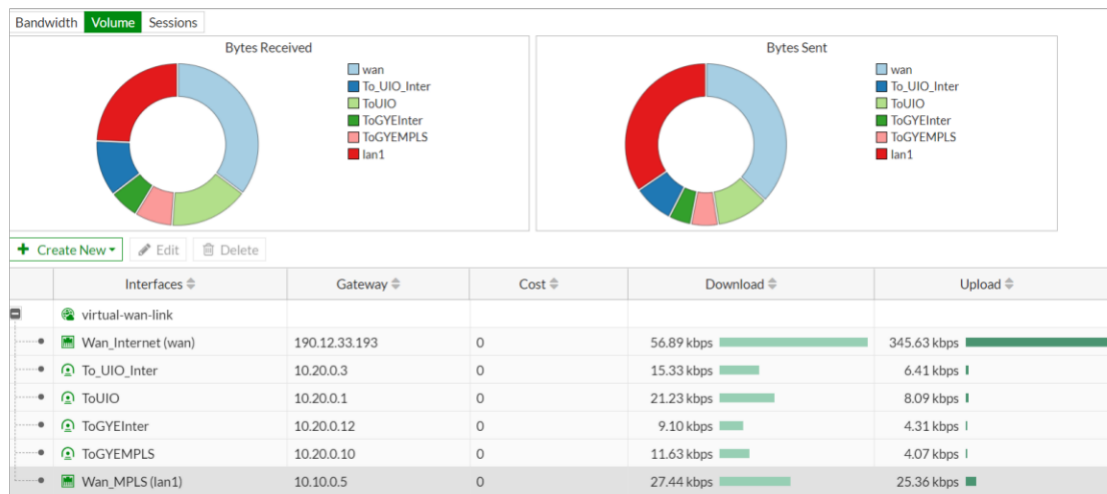 Bandwidth Volume Sessions
Bytes Received
wan
To_UIO_Inter
ToUIO
ToGYEInter
ToGYEMPLS
lan1
Bytes Sent
wan
To_UIO_Inter
ToUIO
ToGYEInter
ToGYEMPLS
lan1
Create New Edit Delete
Interfaces Gateway Cost Download Upload
virtual-wan-link
Wan_Internet (wan) 190.12.33.193 0 56.89 kbps 345.63 kbps
To_UIO_Inter 10.20.0.3 0 15.33 kbps 6.41 kbps
ToUIO 10.20.0.1 0 21.23 kbps 8.09 kbps
ToGYEInter 10.20.0.12 0 9.10 kbps 4.31 kbps
ToGYEMPLS 10.20.0.10 0 11.63 kbps 4.07 kbps
Wan_MPLS (lan1) 10.10.0.5 0 27.44 kbps 25.36 kbps